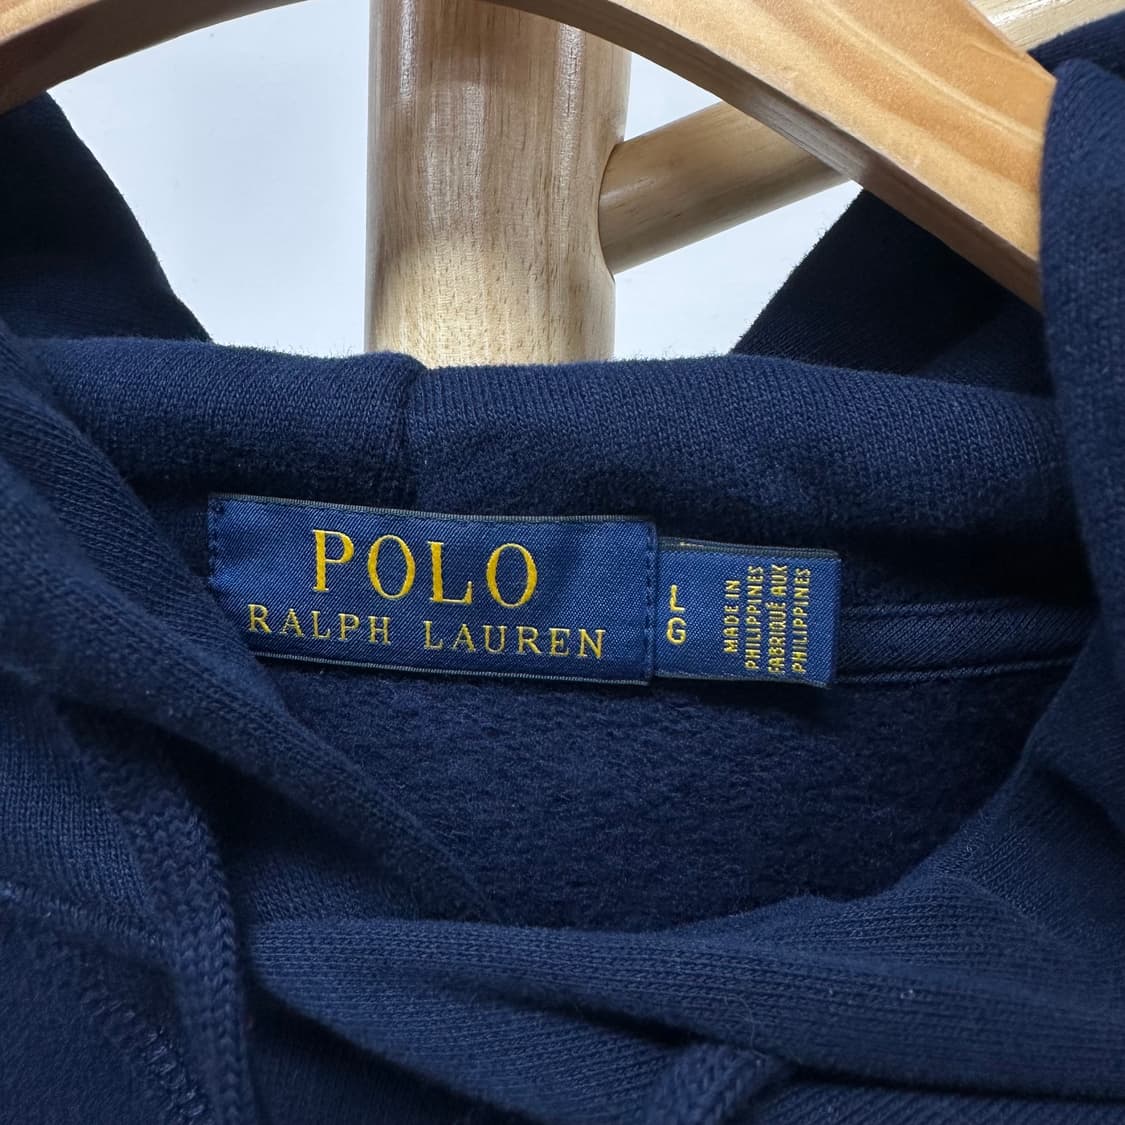 POLO
RALPH LAUREN
L
G
MADE IN
PHILIPPINES
FABRIQUÉ AUX
PHILIPPINES